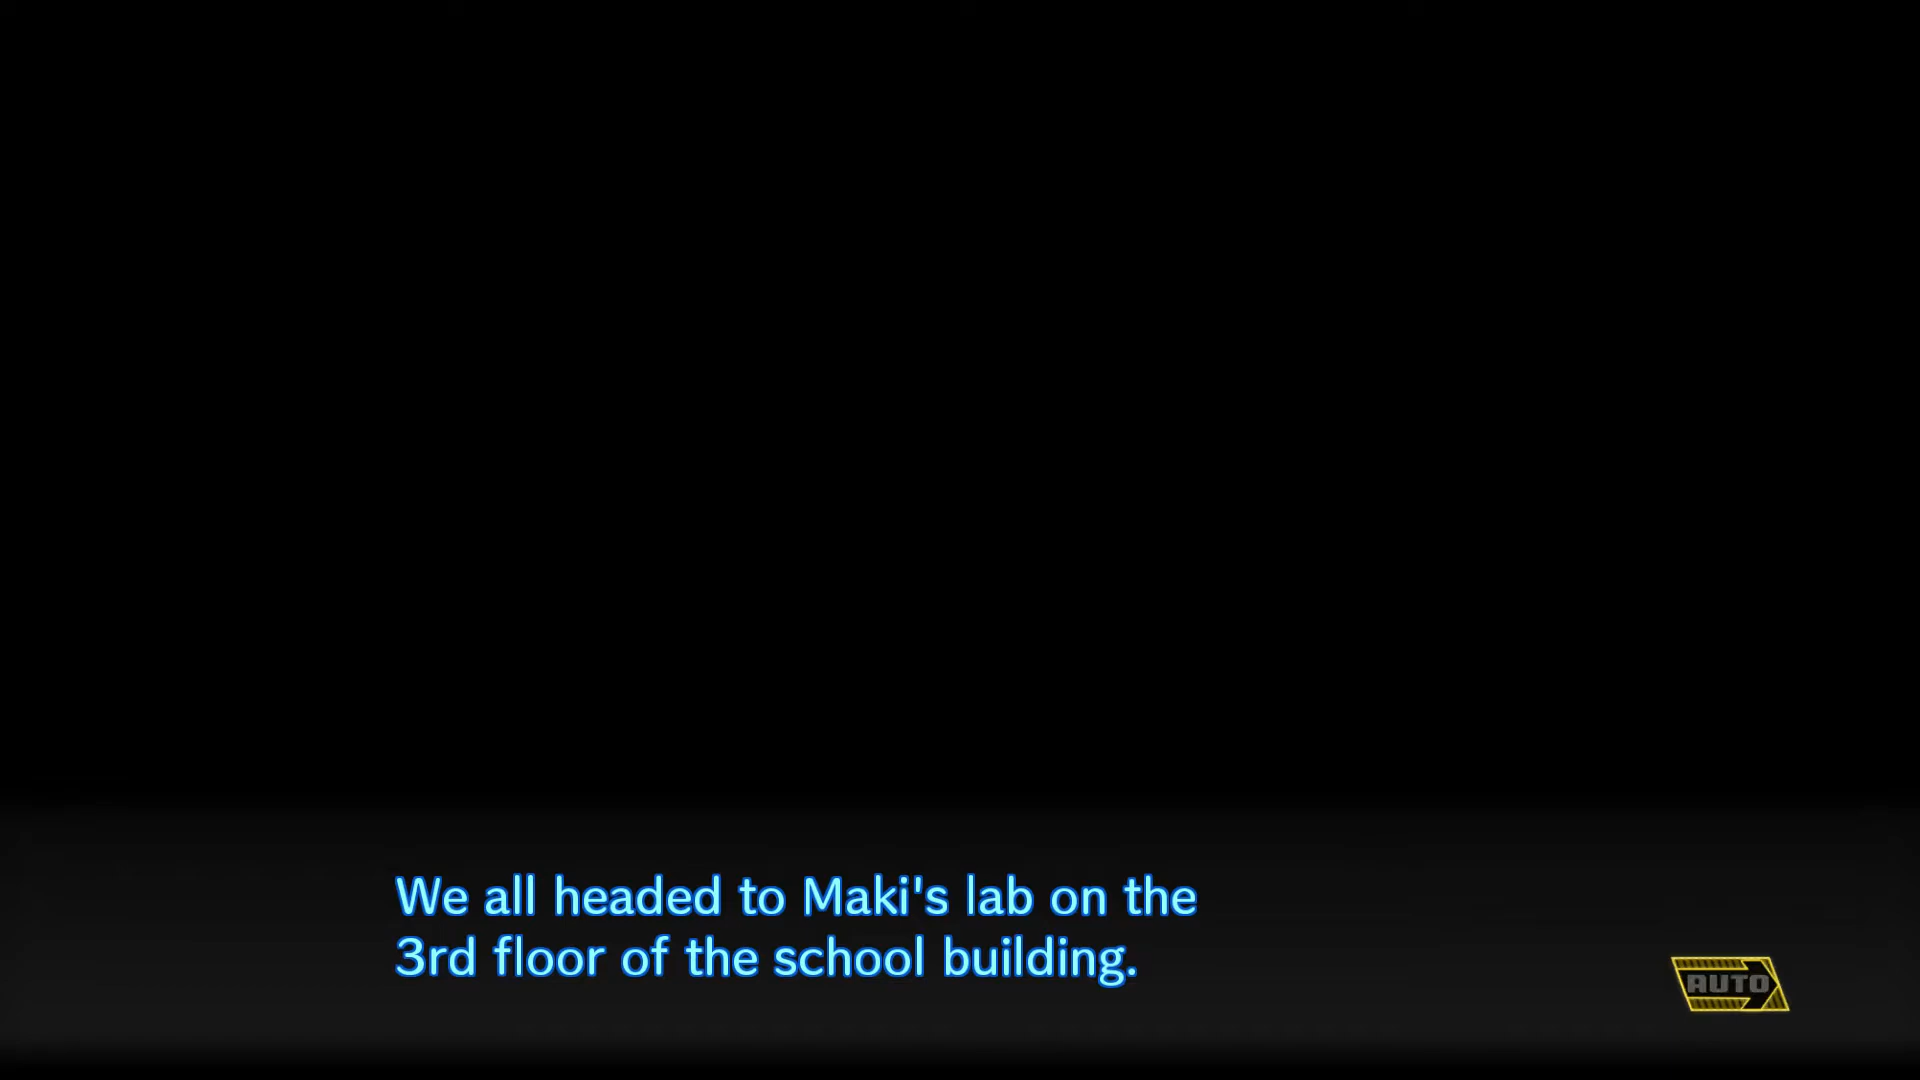 We all headed to Maki's lab on the
3rd floor of the school building.
AUTO